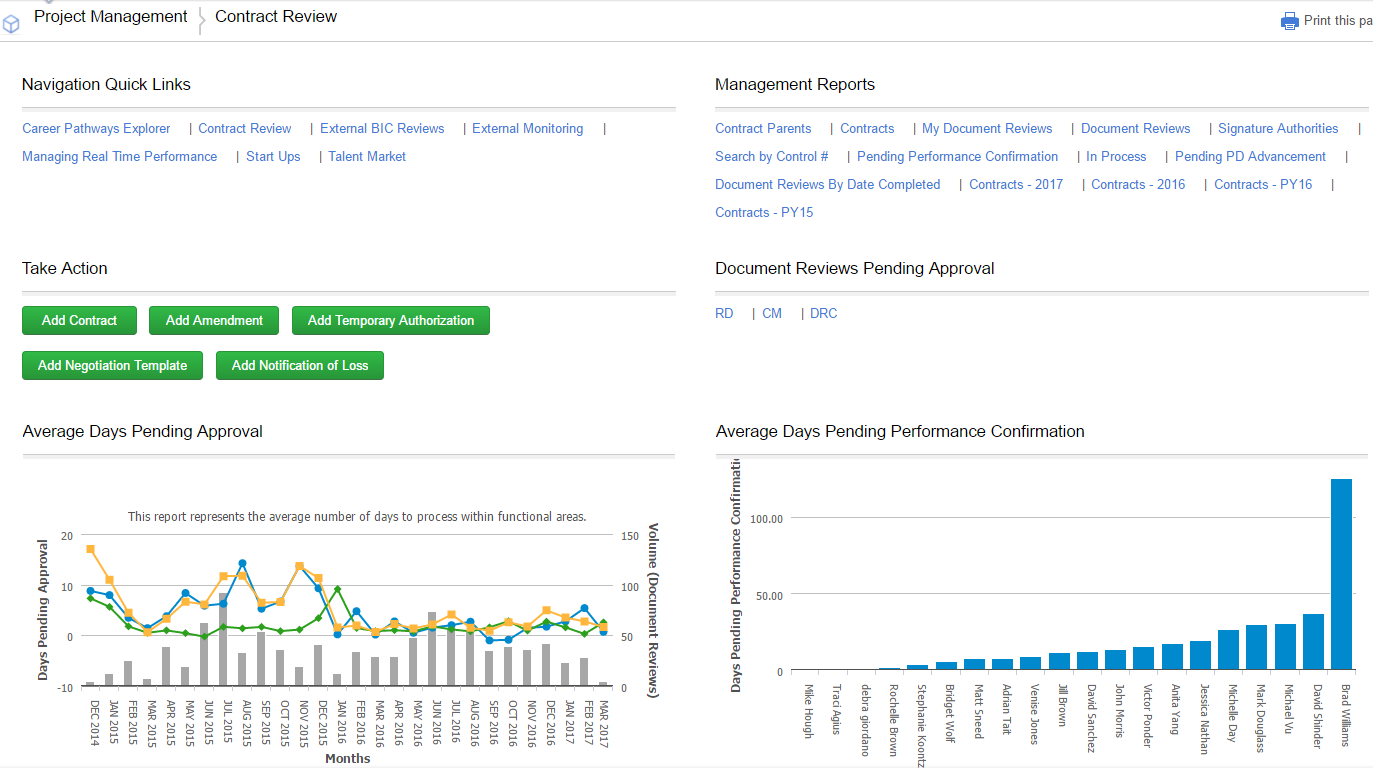 Project Management Contract Review
Print this pa
Navigation Quick Links
Career Pathways Explorer | Contract Review | External BIC Reviews | External Monitoring |
Managing Real Time Performance | Start Ups | Talent Market
Management Reports
Contract Parents | Contracts | My Document Reviews | Document Reviews | Signature Authorities |
Search by Control # | Pending Performance Confirmation | In Process | Pending PD Advancement |
Document Reviews By Date Completed | Contracts - 2017 | Contracts - 2016 | Contracts - PY16 |
Contracts - PY15
Take Action
Add Contract Add Amendment Add Temporary Authorization
Add Negotiation Template Add Notification of Loss
Document Reviews Pending Approval
RD | CM | DRC
Average Days Pending Approval
This report represents the average number of days to process within functional areas.
Days Pending Approval
20
10
0
-10
150
100
50
0
Volume (Document Reviews)
DEC 2014
JAN 2015
FEB 2015
MAR 2015
APR 2015
MAY 2015
JUN 2015
JUL 2015
AUG 2015
SEP 2015
OCT 2015
NOV 2015
DEC 2015
JAN 2016
FEB 2016
MAR 2016
APR 2016
MAY 2016
JUN 2016
JUL 2016
AUG 2016
SEP 2016
OCT 2016
NOV 2016
DEC 2016
JAN 2017
FEB 2017
MAR 2017
Months
Average Days Pending Performance Confirmation
Days Pending Performance Confirmatio
100.00
50.00
0
Mike Hough
Traci Agius
debra giordano
Rochelle Brown
Stephanie Koontz
Bridget Wolf
Matt Sneed
Adrian Tait
Venise Jones
Jill Brown
David Sanchez
John Morris
Victor Ponder
Anita Yang
Jessica Nathan
Michelle Day
Mark Douglass
Michael Vu
David Shinder
Brad Williams